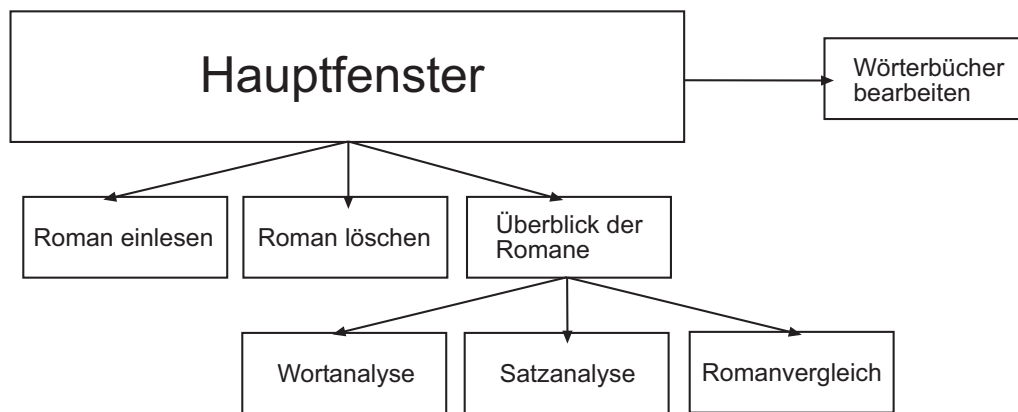 Hauptfenster
Wörterbücher
bearbeiten
Roman einlesen
Roman löschen
Überblick der
Romane
Wortanalyse
Satzanalyse
Romanvergleich